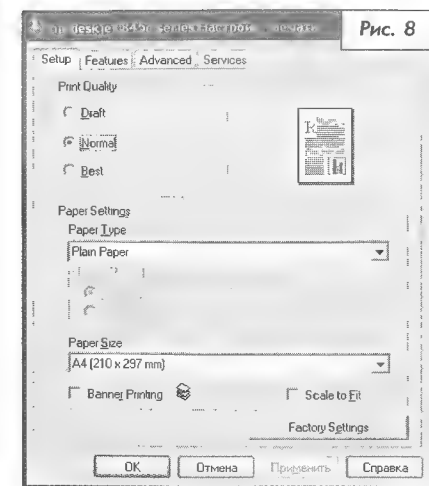 Рис. 8
Setup Features Advanced Services
Print Quality
Draft
Normal
Best
Paper Settings
Paper Type
Plain Paper
Paper Size
A4 (210 x 297 mm)
Banner Printing Scale to Fit
Factory Settings
OK Отмена Применить Справка